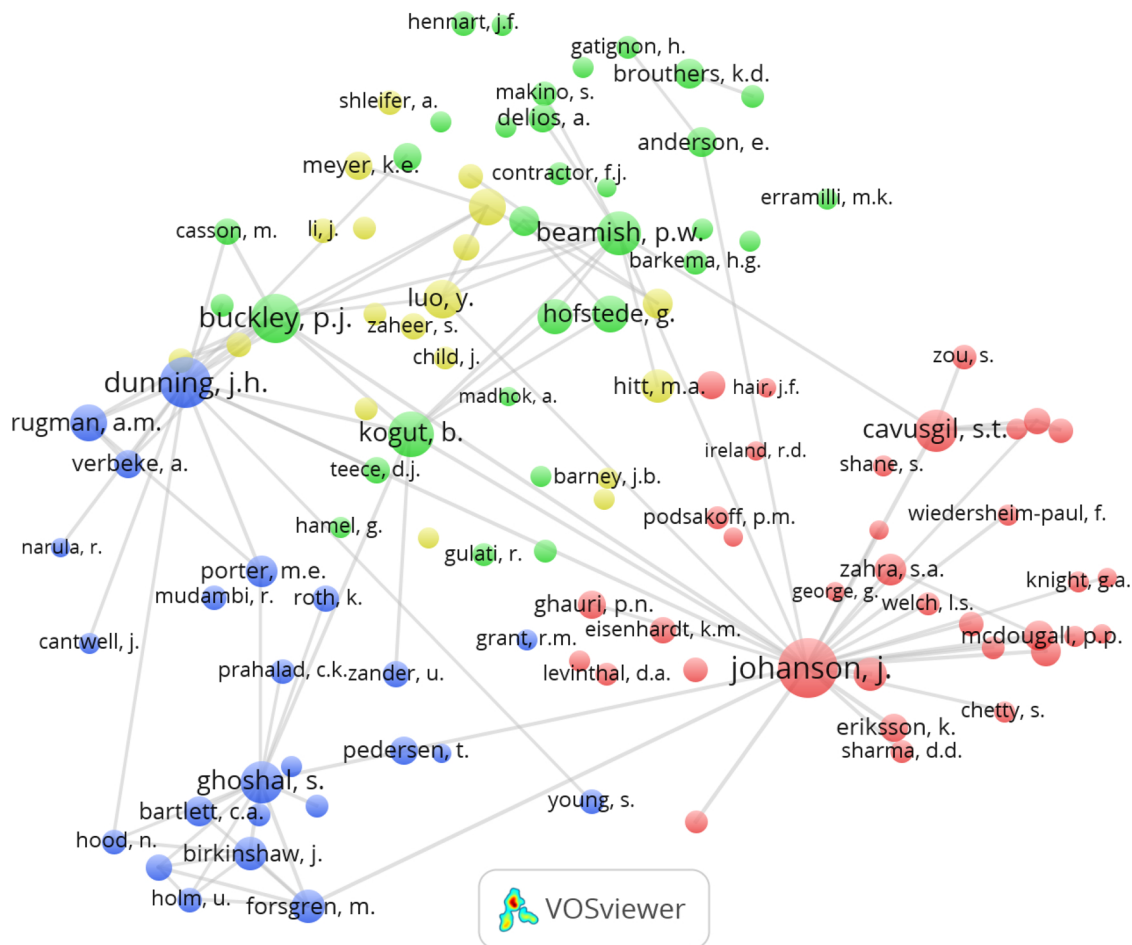 hennart, j.f.
gatignon, h.
brouthers, k.d.
shleifer, a.
makino, s.
delios, a.
anderson, e.
meyer, k.e.
contractor, f.j.
erramilli, m.k.
casson, m.
li, j.
beamish, p.w.
barkema, h.g.
luo, y.
buckley, p.j.
zaheer, s.
hofstede, g.
child, j.
zou, s.
dunning, j.h.
hitt, m.a.
hair, j.f.
madhok, a.
rugman, a.m.
kogut, b.
cavusgil, s.t.
ireland, r.d.
verbeke, a.
teece, d.j.
barney, j.b.
shane, s.
podsakoff, p.m.
wiedersheim-paul, f.
hamel, g.
narula, r.
gulati, r.
porter, m.e.
zahra, s.a.
knight, g.a.
mudambi, r.
roth, k.
george, g.
ghauri, p.n.
welch, l.s.
eisenhardt, k.m.
cantwell, j.
grant, r.m.
mcdougall, p.p.
prahalad, c.k.
zander, u.
levinthal, d.a.
johanson, j.
chetty, s.
eriksson, k.
pedersen, t.
sharma, d.d.
ghoshal, s.
young, s.
bartlett, c.a.
hood, n.
birkinshaw, j.
holm, u.
forsgren, m.
VOSviewer